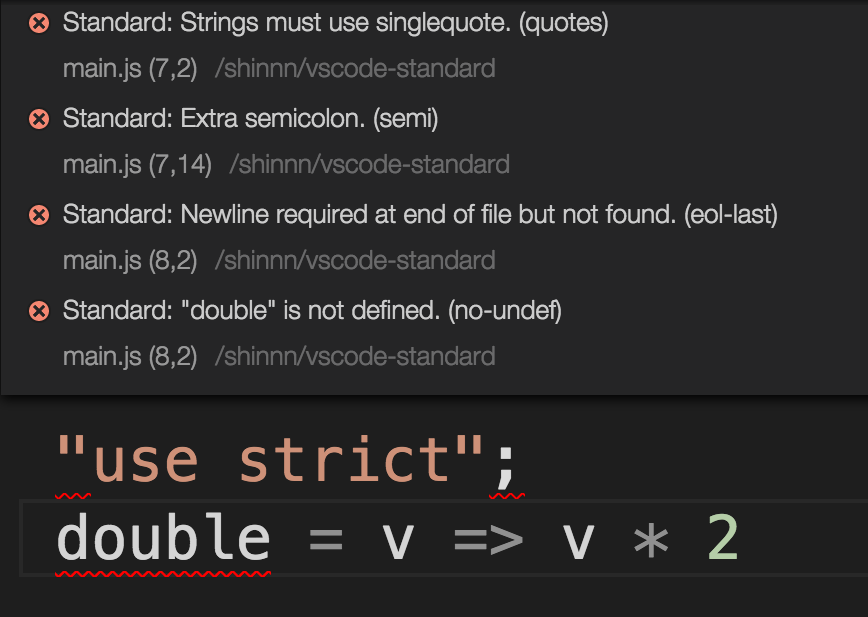 Standard: Strings must use singlequote. (quotes)
main.js (7,2) /shinnn/vscode-standard
Standard: Extra semicolon. (semi)
main.js (7,14) /shinnn/vscode-standard
Standard: Newline required at end of file but not found. (eol-last)
main.js (8,2) /shinnn/vscode-standard
Standard: "double" is not defined. (no-undef)
main.js (8,2) /shinnn/vscode-standard
"use strict";
double = v => v * 2